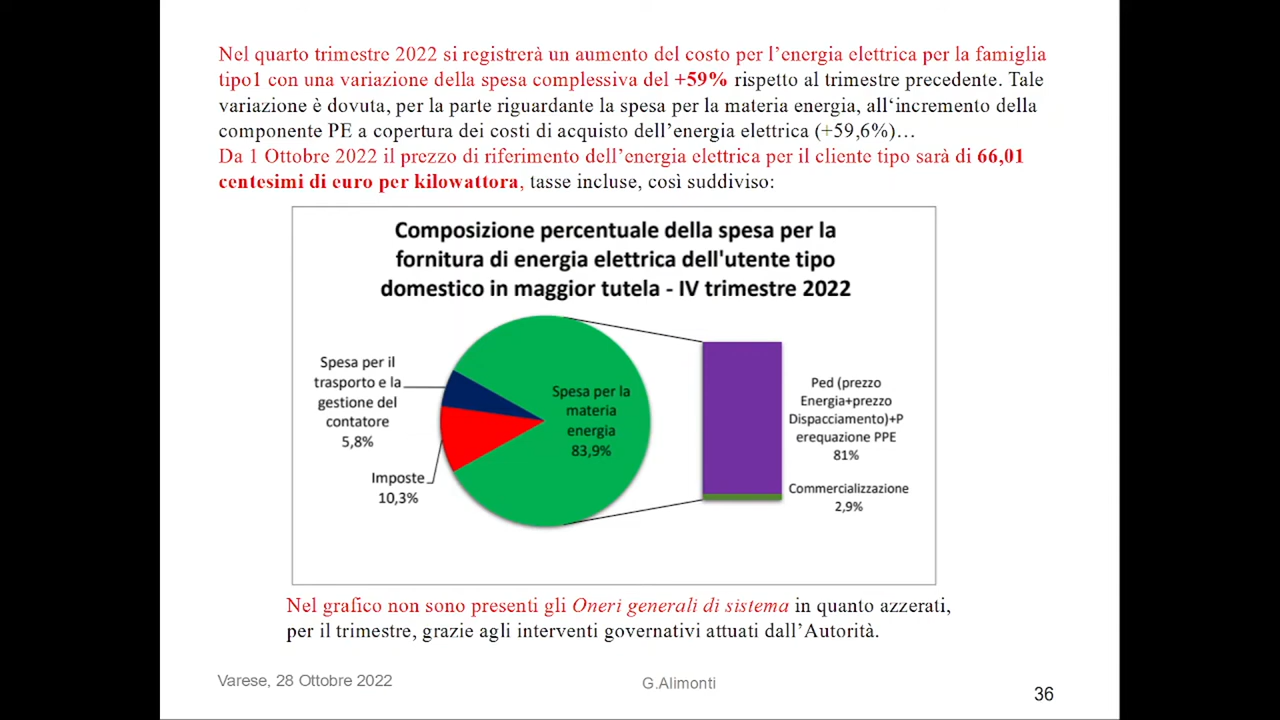 Nel quarto trimestre 2022 si registrerà un aumento del costo per l’energia elettrica per la famiglia
tipo1 con una variazione della spesa complessiva del +59% rispetto al trimestre precedente. Tale
variazione è dovuta, per la parte riguardante la spesa per la materia energia, all‘incremento della
componente PE a copertura dei costi di acquisto dell’energia elettrica (+59,6%)…
Da 1 Ottobre 2022 il prezzo di riferimento dell’energia elettrica per il cliente tipo sarà di 66,01
centesimi di euro per kilowattora, tasse incluse, così suddiviso:
Composizione percentuale della spesa per la
fornitura di energia elettrica dell'utente tipo
domestico in maggior tutela - IV trimestre 2022
Spesa per il
trasporto e la
gestione del
contatore
5,8%
Imposte
10,3%
Spesa per la
materia
energia
83,9%
Ped (prezzo
Energia+prezzo
Dispacciamento)+P
erequazione PPE
81%
Commercializzazione
2,9%
Nel grafico non sono presenti gli Oneri generali di sistema in quanto azzerati,
per il trimestre, grazie agli interventi governativi attuati dall’Autorità.
Varese, 28 Ottobre 2022
G.Alimonti
36